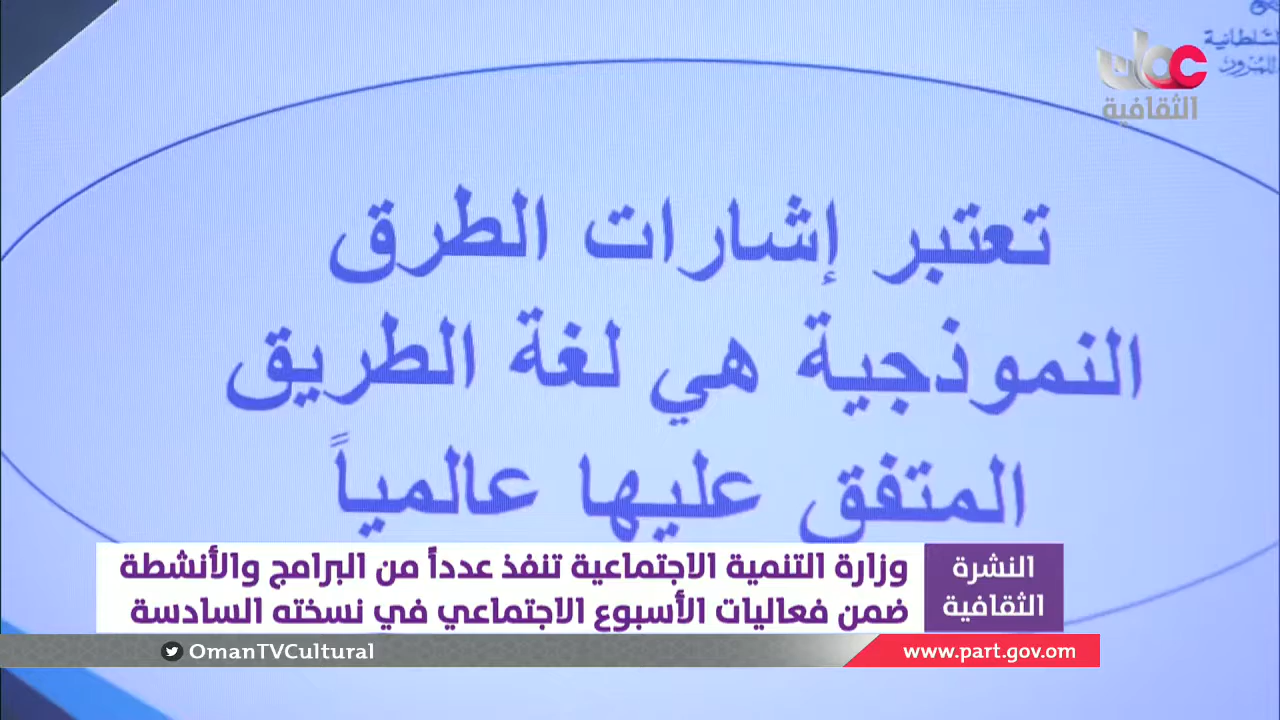 عمان
الثقافية
تعتبر إشارات الطرق
النموذجية هي لغة الطريق
المتفق عليها عالمياً
النشرة
الثقافية
وزارة التنمية الاجتماعية تنفذ عدداً من البرامج والأنشطة
ضمن فعاليات الأسبوع الاجتماعي في نسخته السادسة
OmanTVCultural
www.part.gov.om